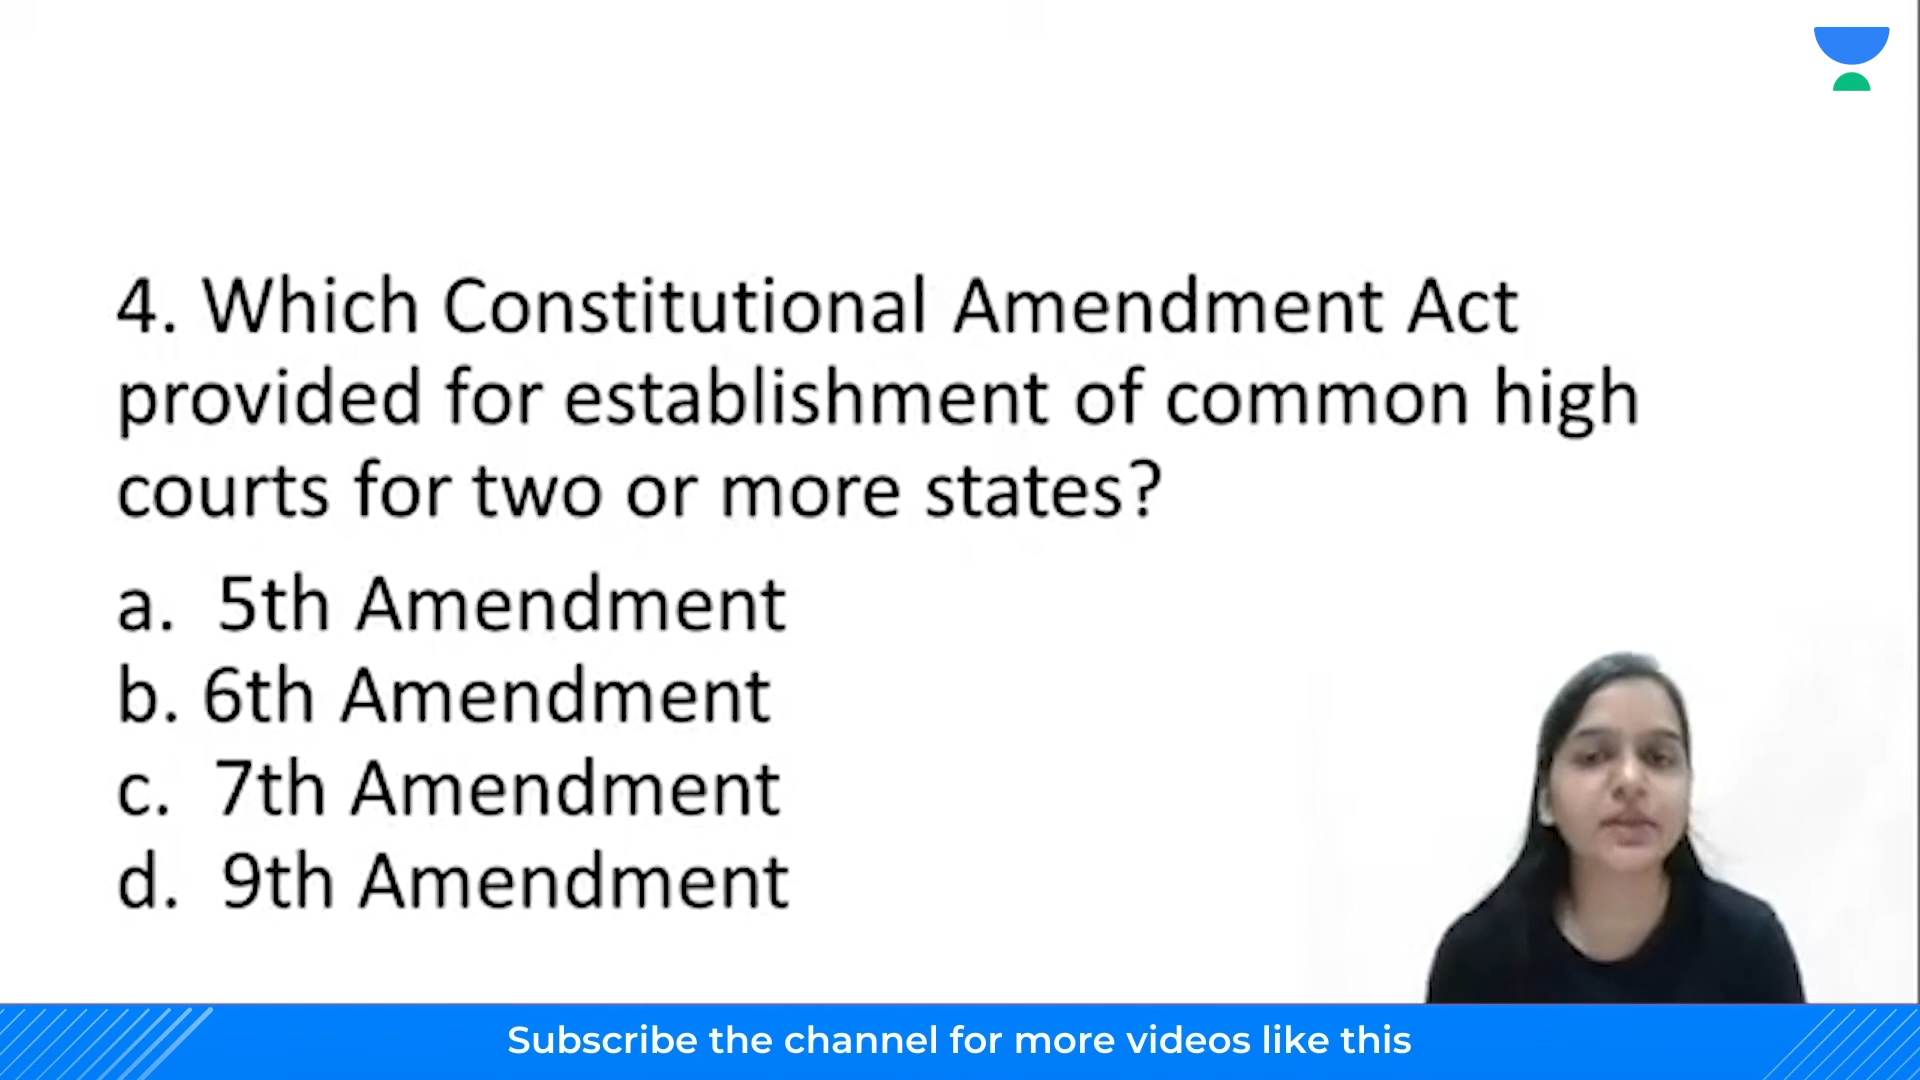 4. Which Constitutional Amendment Act
provided for establishment of common high
courts for two or more states?
a. 5th Amendment
b. 6th Amendment
c. 7th Amendment
d. 9th Amendment
Subscribe the channel for more videos like this